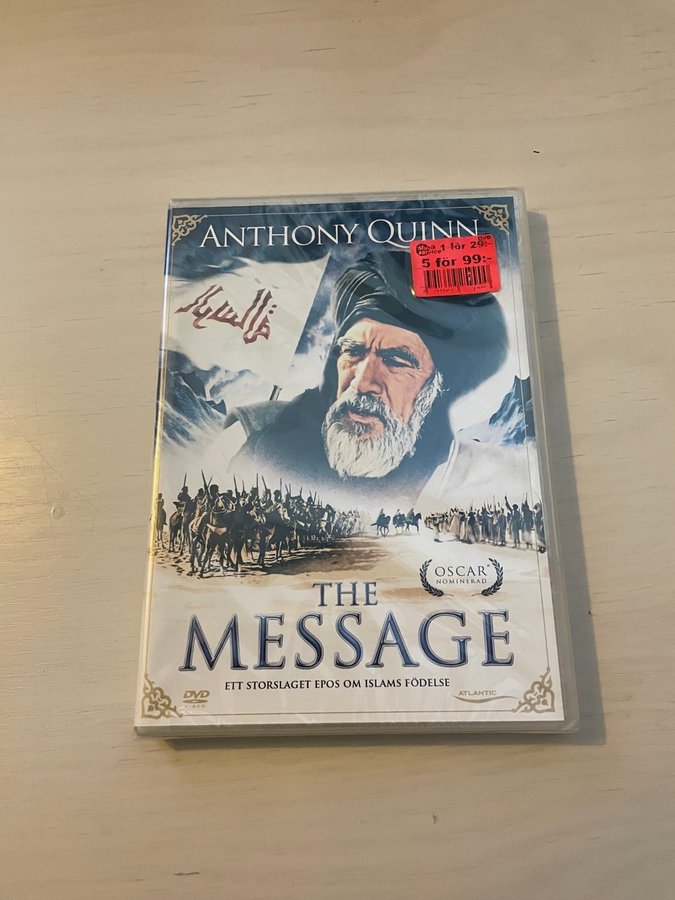 ANTHONY QUINN
1 för 29:-
5 för 99:-
OSCAR
NOMINERAD
THE
MESSAGE
ETT STORSLAGET EPOS OM ISLAMS FÖDELSE
DVD
VIDEO
ATLANTIC